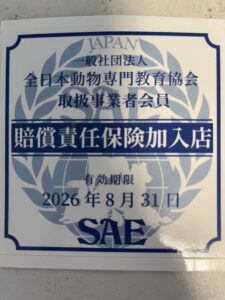 JAPAN
一般社団法人
全日本動物専門教育協会
取扱事業者会員
賠償責任保険加入店
有効期限
2026年8月31日
SAE